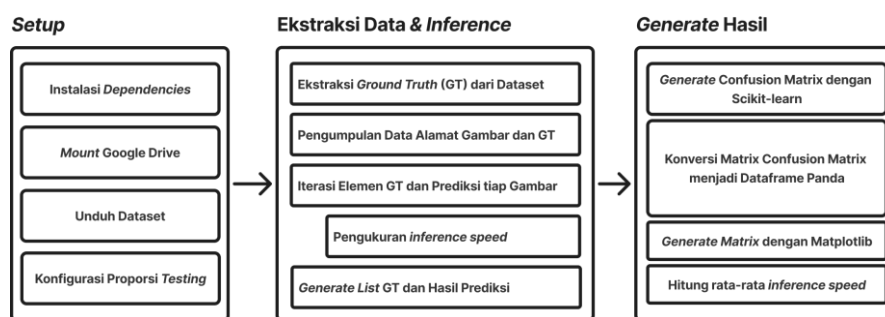 Setup
Instalasi Dependencies
Mount Google Drive
Unduh Dataset
Konfigurasi Proporsi Testing
Ekstraksi Data & Inference
Ekstraksi Ground Truth (GT) dari Dataset
Pengumpulan Data Alamat Gambar dan GT
Iterasi Elemen GT dan Prediksi tiap Gambar
Pengukuran inference speed
Generate List GT dan Hasil Prediksi
Generate Hasil
Generate Confusion Matrix dengan
Scikit-learn
Konversi Matrix Confusion Matrix
menjadi Dataframe Panda
Generate Matrix dengan Matplotlib
Hitung rata-rata inference speed